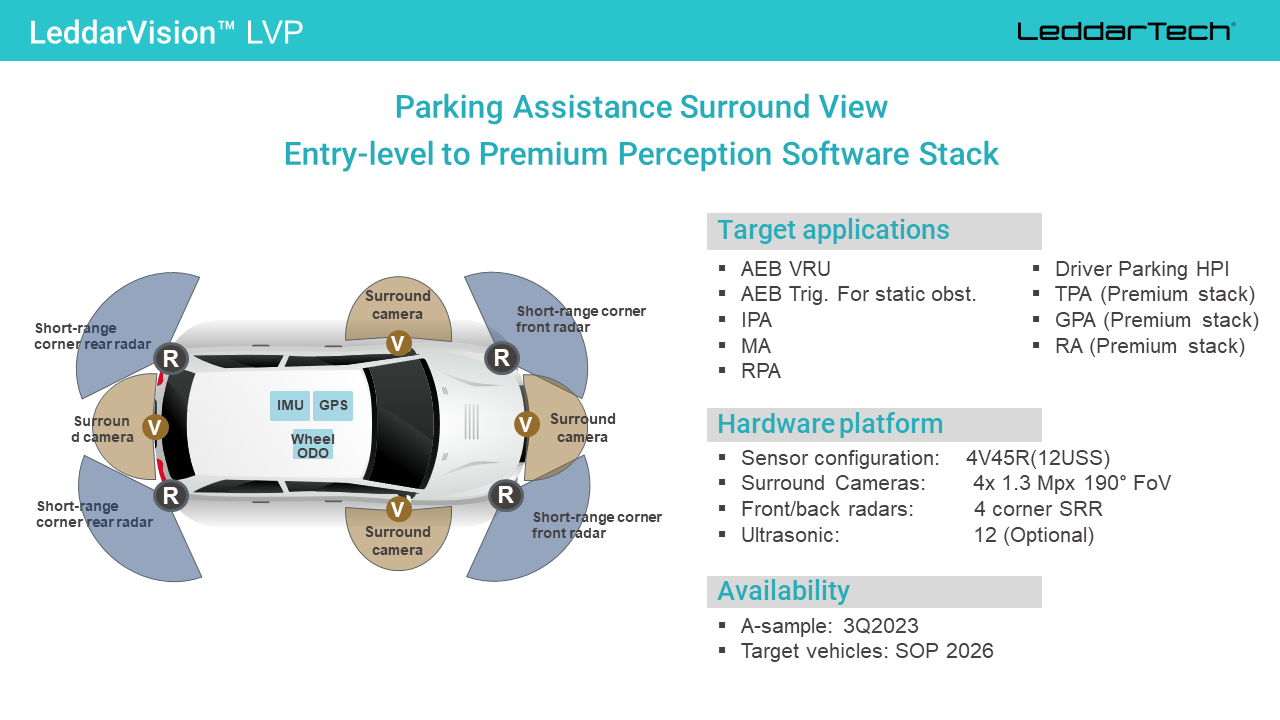 LeddarVision™ LVP
LeddarTech®
Parking Assistance Surround View
Entry-level to Premium Perception Software Stack
Short-range
corner rear radar
Surround
camera
Short-range corner
front radar
Surroun
d camera
IMU
GPS
Wheel
ODO
Surround
camera
Short-range
corner rear radar
Surround
camera
Short-range corner
front radar
R
V
R
V
V
R
V
R
Target applications
▪ AEB VRU
▪ AEB Trig. For static obst.
▪ IPA
▪ MA
▪ RPA
▪ Driver Parking HPI
▪ TPA (Premium stack)
▪ GPA (Premium stack)
▪ RA (Premium stack)
Hardware platform
▪ Sensor configuration: 4V45R(12USS)
▪ Surround Cameras: 4x 1.3 Mpx 190° FoV
▪ Front/back radars: 4 corner SRR
▪ Ultrasonic: 12 (Optional)
Availability
▪ A-sample: 3Q2023
▪ Target vehicles: SOP 2026